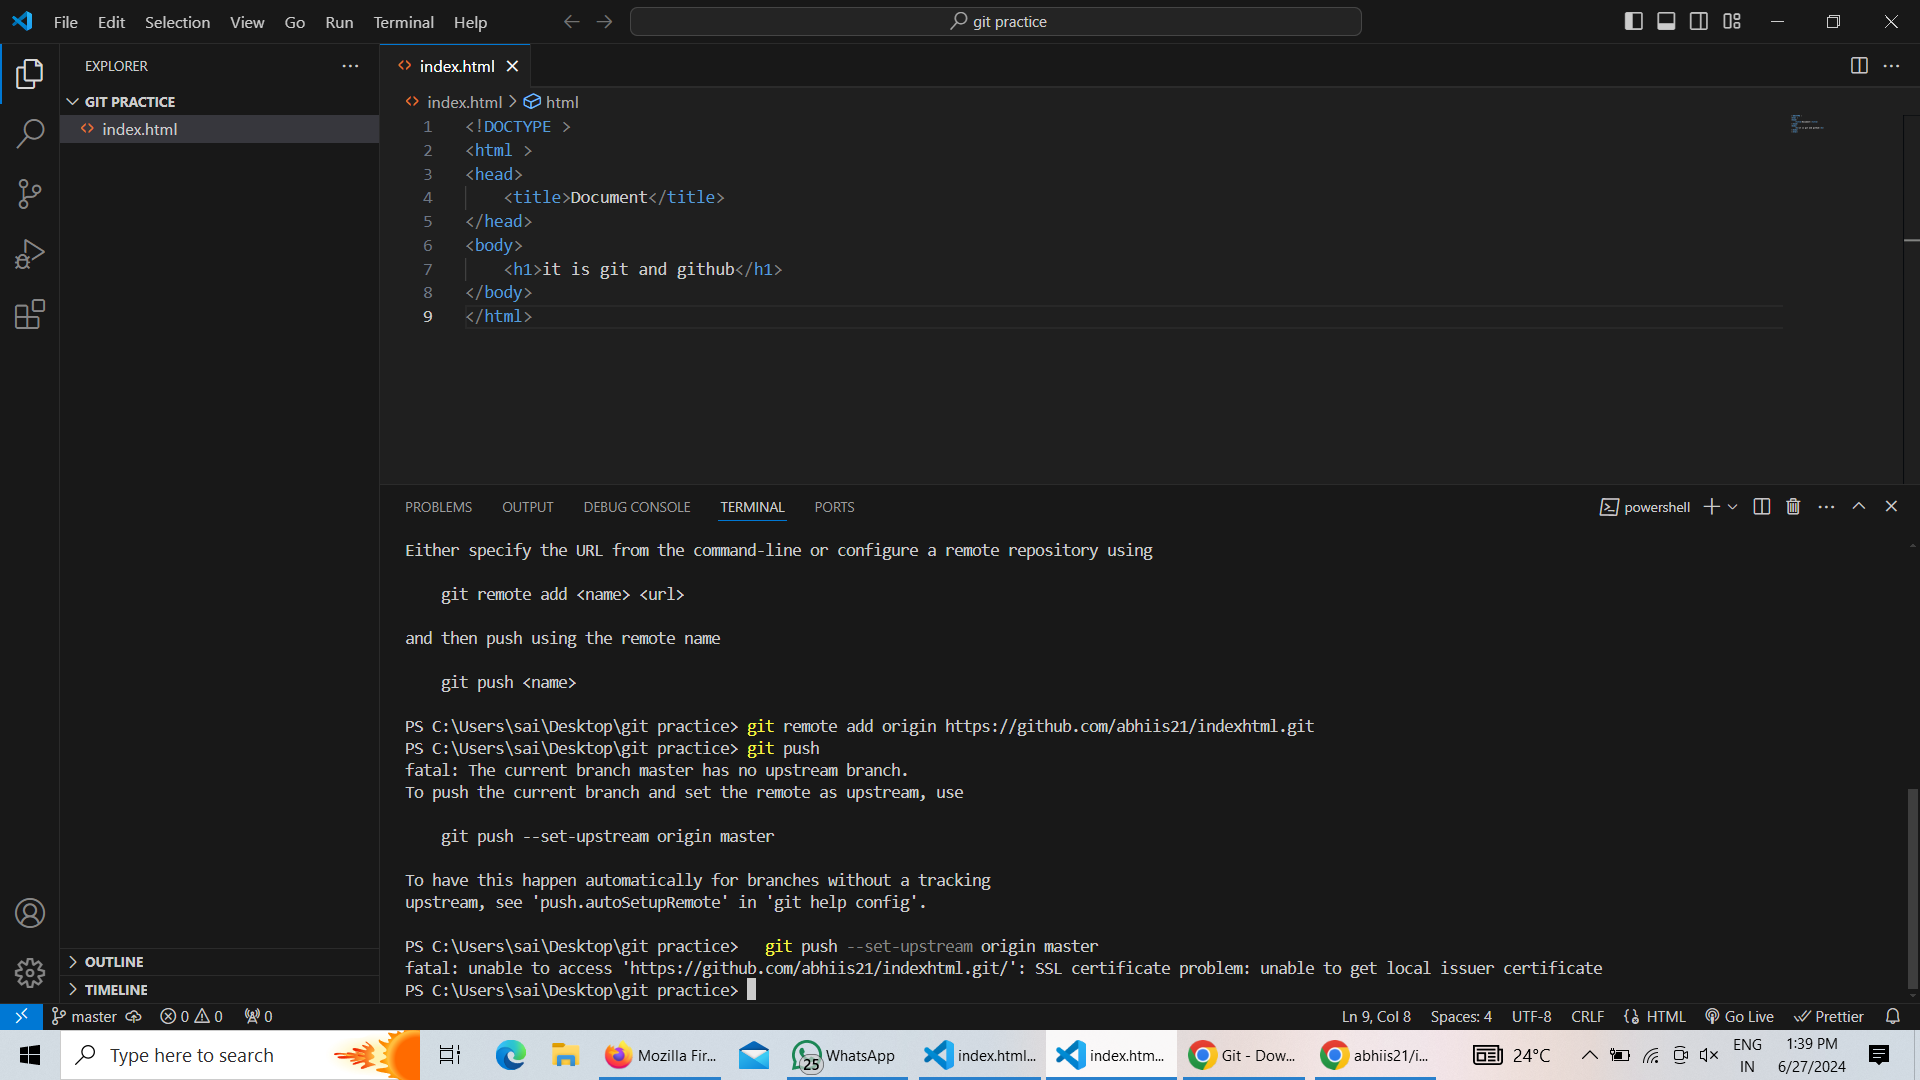 File Edit Selection View Go Run Terminal Help
git practice
EXPLORER
index.html
GIT PRACTICE
index.html
index.html > html
1 <!DOCTYPE >
2 <html >
3 <head>
4     <title>Document</title>
5 </head>
6 <body>
7     <h1>it is git and github</h1>
8 </body>
9 </html>
PROBLEMS OUTPUT DEBUG CONSOLE TERMINAL PORTS
powershell
Either specify the URL from the command-line or configure a remote repository using
git remote add <name> <url>
and then push using the remote name
git push <name>
PS C:\Users\sai\Desktop\git practice> git remote add origin https://github.com/abhiis21/indexhtml.git
PS C:\Users\sai\Desktop\git practice> git push
fatal: The current branch master has no upstream branch.
To push the current branch and set the remote as upstream, use
git push --set-upstream origin master
To have this happen automatically for branches without a tracking
upstream, see 'push.autoSetupRemote' in 'git help config'.
PS C:\Users\sai\Desktop\git practice>   git push --set-upstream origin master
fatal: unable to access 'https://github.com/abhiis21/indexhtml.git/': SSL certificate problem: unable to get local issuer certificate
PS C:\Users\sai\Desktop\git practice>
OUTLINE
TIMELINE
master 0 0 0
Ln 9, Col 8 Spaces: 4 UTF-8 CRLF HTML Go Live Prettier
Type here to search
Mozilla Fir...
25
WhatsApp
index.html...
index.htm...
Git - Dow...
abhiis21/i...
24°C
ENG
IN
1:39 PM
6/27/2024